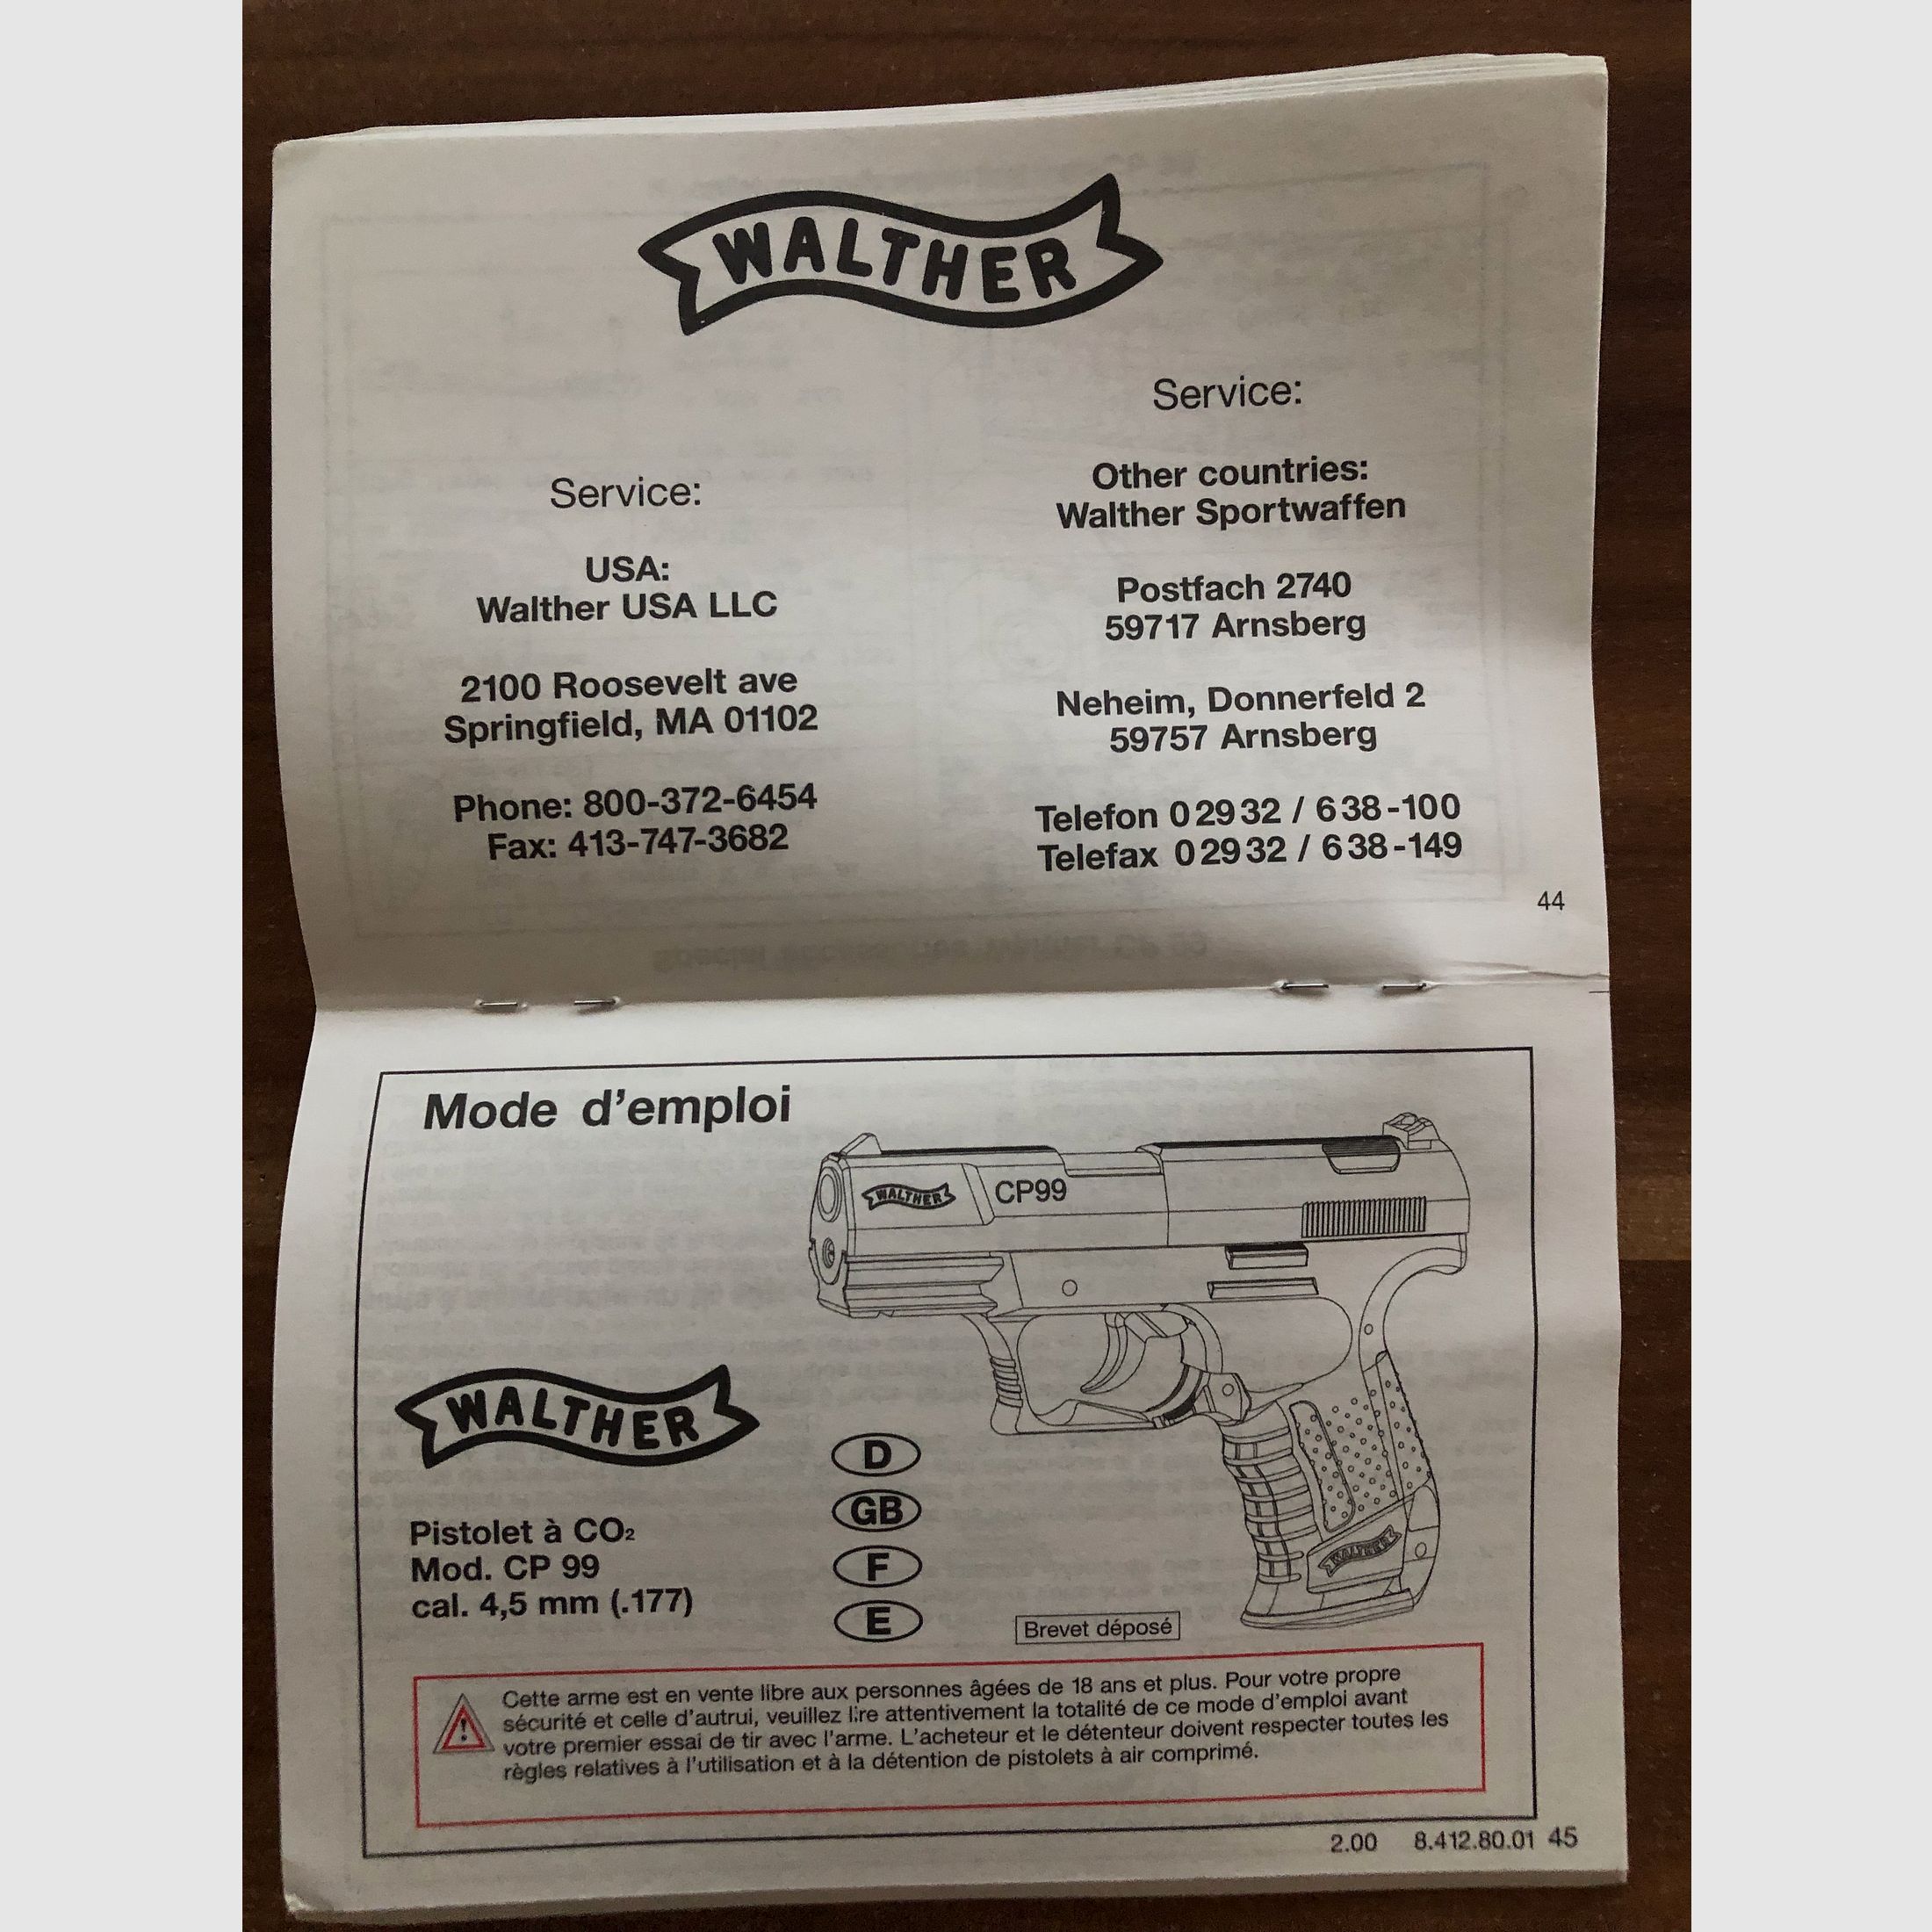 WALTHER
Service:
USA:
Walther USA LLC
2100 Roosevelt ave
Springfield, MA 01102
Phone: 800-372-6454
Fax: 413-747-3682
Service:
Other countries:
Walther Sportwaffen
Postfach 2740
59717 Arnsberg
Neheim, Donnerfeld 2
59757 Arnsberg
Telefon 0 29 32 / 6 38 - 100
Telefax 0 29 32 / 6 38 - 149
44
Mode d'emploi
WALTHER
CP99
WALTHER
Pistolet à CO₂
Mod. CP 99
cal. 4,5 mm (.177)
D
GB
F
E
WALTHER
Brevet déposé
Cette arme est en vente libre aux personnes âgées de 18 ans et plus. Pour votre propre
sécurité et celle d'autrui, veuillez lire attentivement la totalité de ce mode d'emploi avant
votre premier essai de tir avec l'arme. L'acheteur et le détenteur doivent respecter toutes les
règles relatives à l'utilisation et à la détention de pistolets à air comprimé.
2.00 8.412.80.01 45